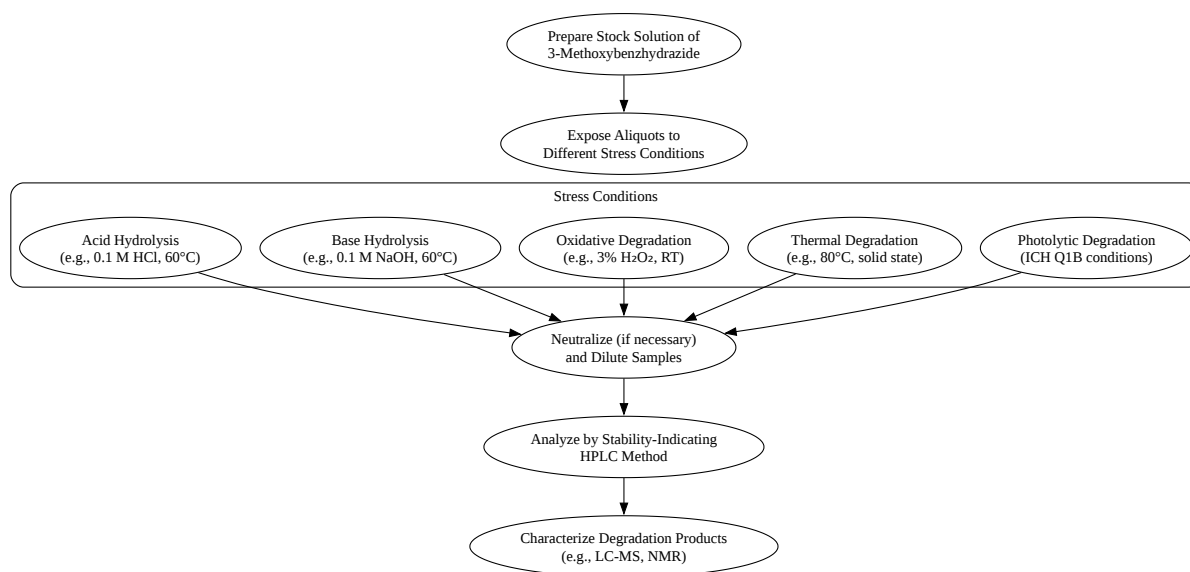 Prepare Stock Solution of
3-Methoxybenzhydrazide
Expose Aliquots to
Different Stress Conditions
Stress Conditions
Acid Hydrolysis
(e.g., 0.1 M HCl, 60°C)
Base Hydrolysis
(e.g., 0.1 M NaOH, 60°C)
Oxidative Degradation
(e.g., 3% H₂O₂, RT)
Thermal Degradation
(e.g., 80°C, solid state)
Photolytic Degradation
(ICH Q1B conditions)
Neutralize (if necessary)
and Dilute Samples
Analyze by Stability-Indicating
HPLC Method
Characterize Degradation Products
(e.g., LC-MS, NMR)